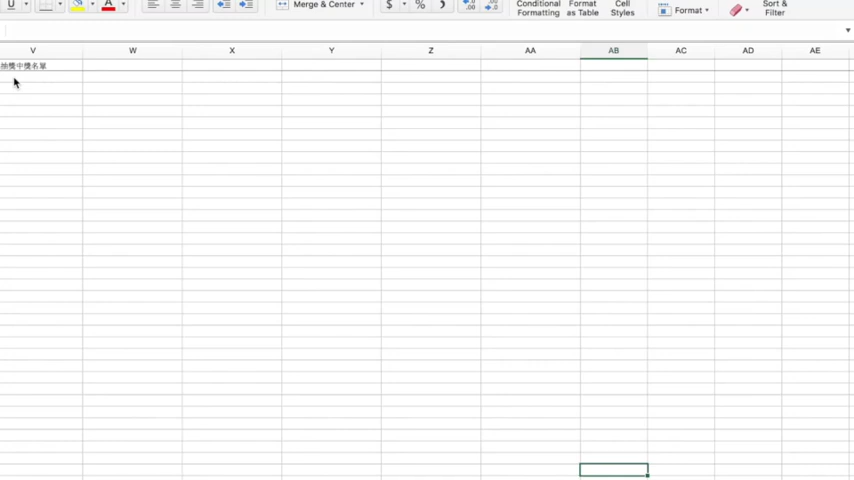 U A Merge & Center $ % Conditional Formatting Format as Table Cell Styles Format Sort & Filter
V W X Y Z AA AB AC AD AE
抽獎中獎名單